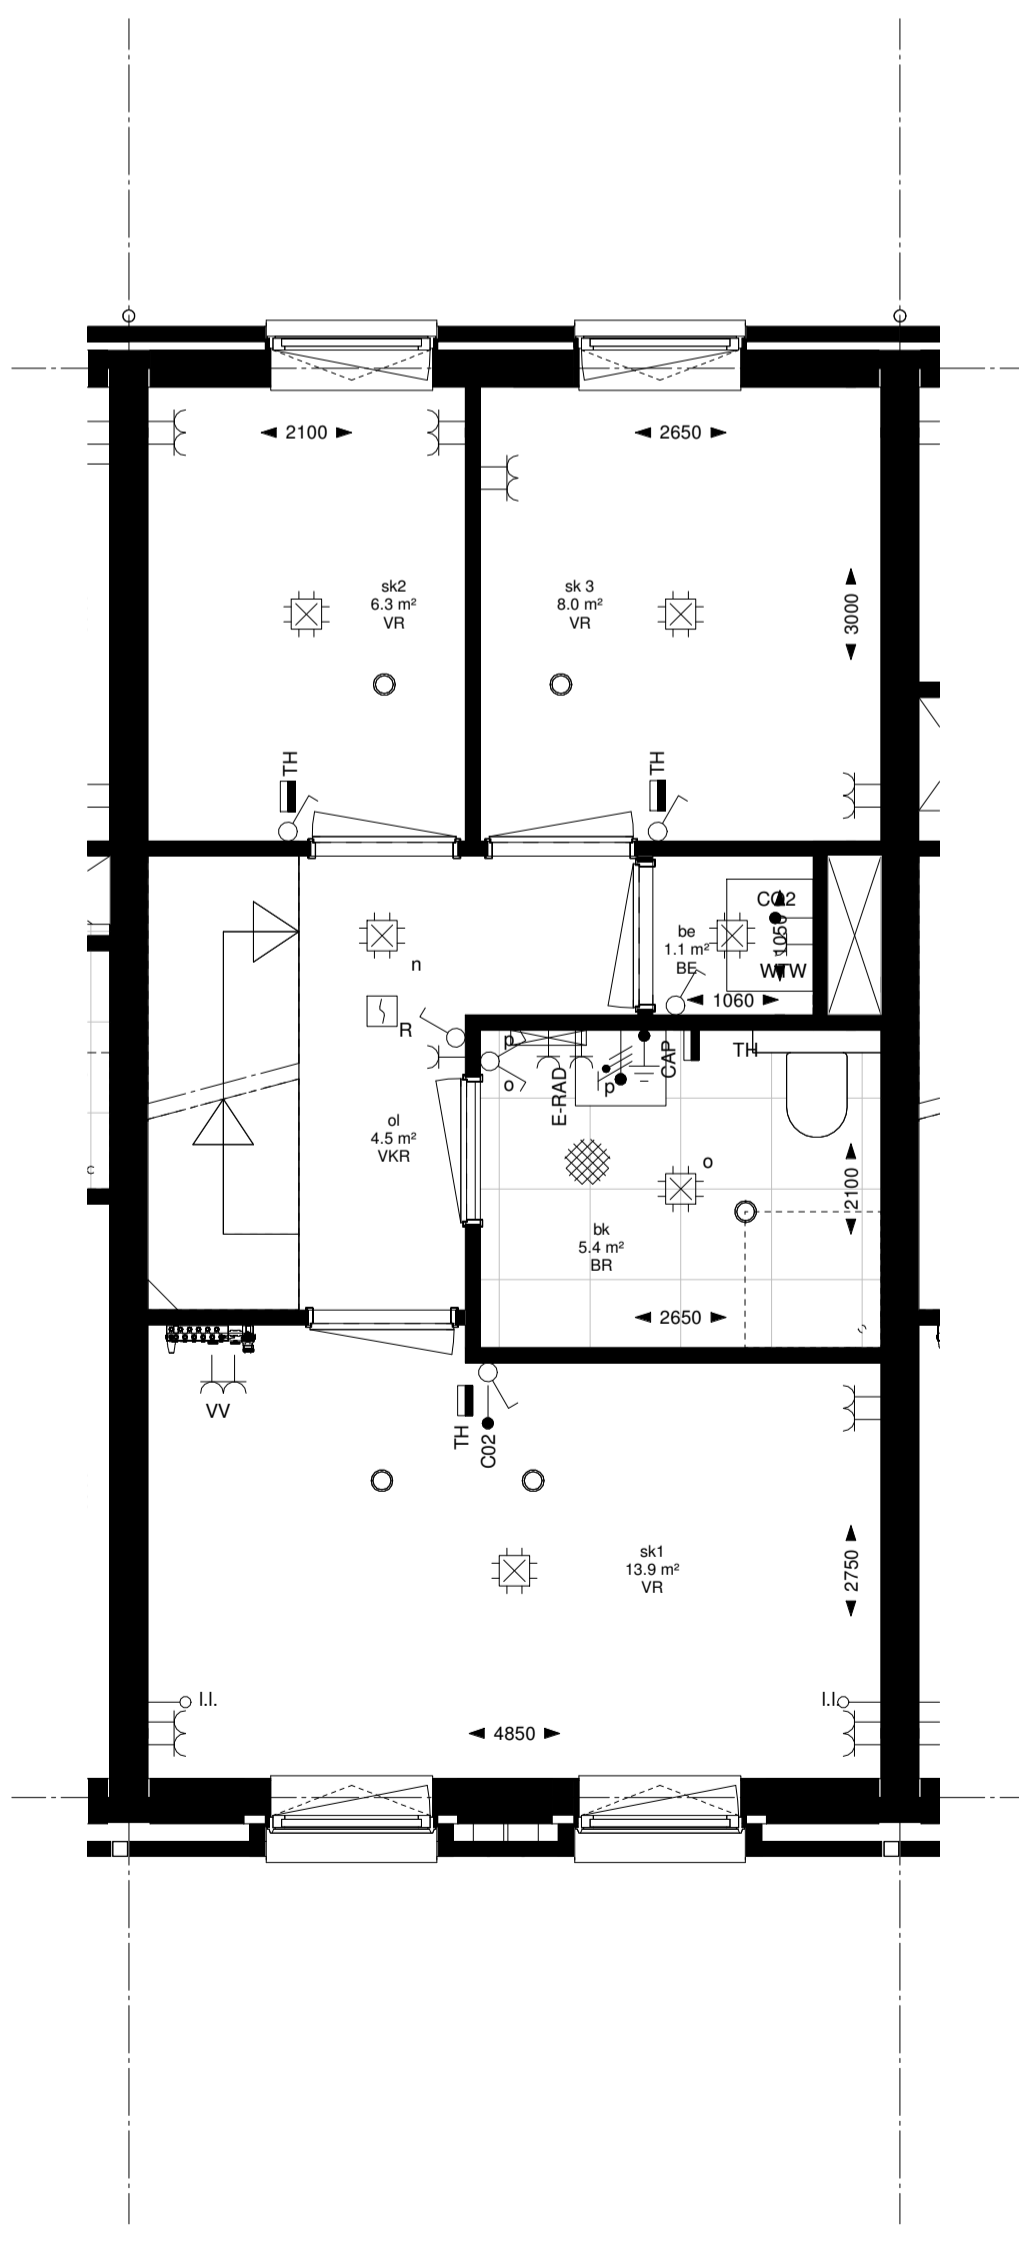 2100
2650
sk2
6.3 m²
VR
sk 3
8.0 m²
VR
3000
TH
TH
CO2
1050
be
1.1 m²
BE
WTW
1060
n
R
p
o
E-RAD
p
CAP
TH
ol
4.5 m²
VKR
o
2100
bk
5.4 m²
BR
2650
VV
TH
C02
sk1
13.9 m²
VR
2750
I.I.
I.I.
4850